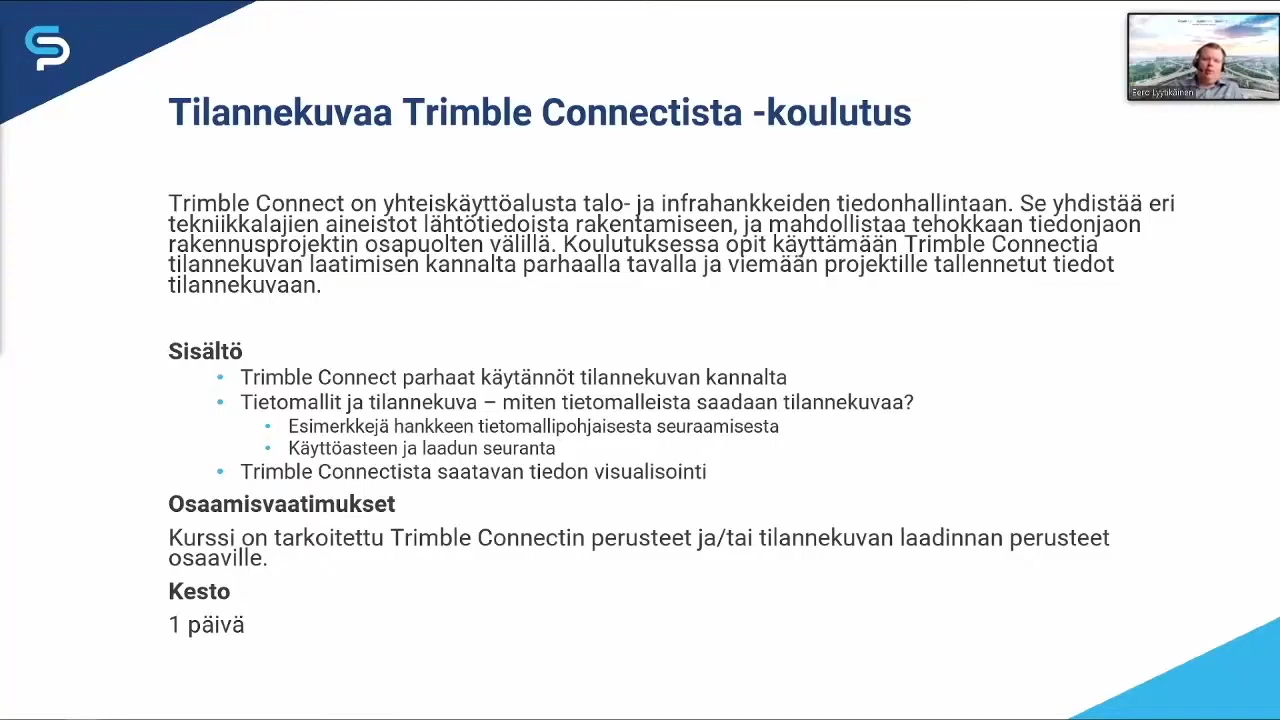 Tilannekuvaa Trimble Connectista -koulutus
Eero Lyytikäinen
Trimble Connect on yhteiskäyttöalusta talo- ja infrahankkeiden tiedonhallintaan. Se yhdistää eri
tekniikkalajien aineistot lähtötiedoista rakentamiseen, ja mahdollistaa tehokkaan tiedonjaon
rakennusprojektin osapuolten välillä. Koulutuksessa opit käyttämään Trimble Connectia
tilannekuvan laatimisen kannalta parhaalla tavalla ja viemään projektille tallennetut tiedot
tilannekuvaan.
Sisältö
• Trimble Connect parhaat käytännöt tilannekuvan kannalta
• Tietomallit ja tilannekuva – miten tietomalleista saadaan tilannekuvaa?
• Esimerkkejä hankkeen tietomallipohjaisesta seuraamisesta
• Käyttöasteen ja laadun seuranta
• Trimble Connectista saatavan tiedon visualisointi
Osaamisvaatimukset
Kurssi on tarkoitettu Trimble Connectin perusteet ja/tai tilannekuvan laadinnan perusteet
osaaville.
Kesto
1 päivä